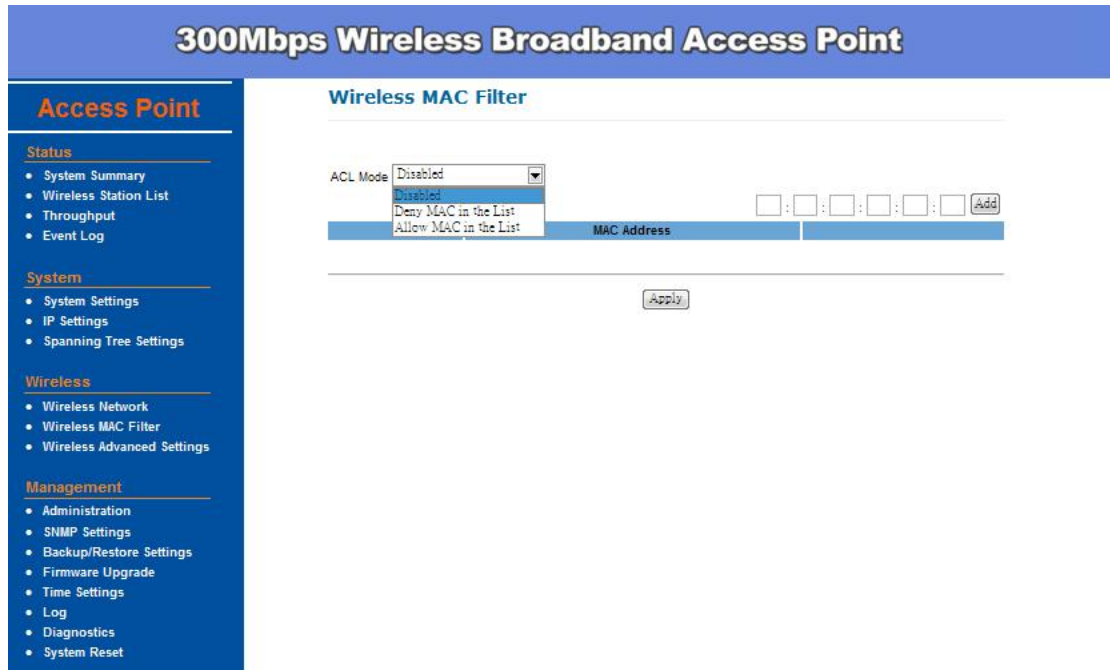 300Mbps Wireless Broadband Access Point
Access Point
Status
System Summary
Wireless Station List
Throughput
Event Log
System
System Settings
IP Settings
Spanning Tree Settings
Wireless
Wireless Network
Wireless MAC Filter
Wireless Advanced Settings
Management
Administration
SNMP Settings
Backup/Restore Settings
Firmware Upgrade
Time Settings
Log
Diagnostics
System Reset
Wireless MAC Filter
ACL Mode Disabled
Disabled
Deny MAC in the List
Allow MAC in the List
: : : : : Add
MAC Address
Apply